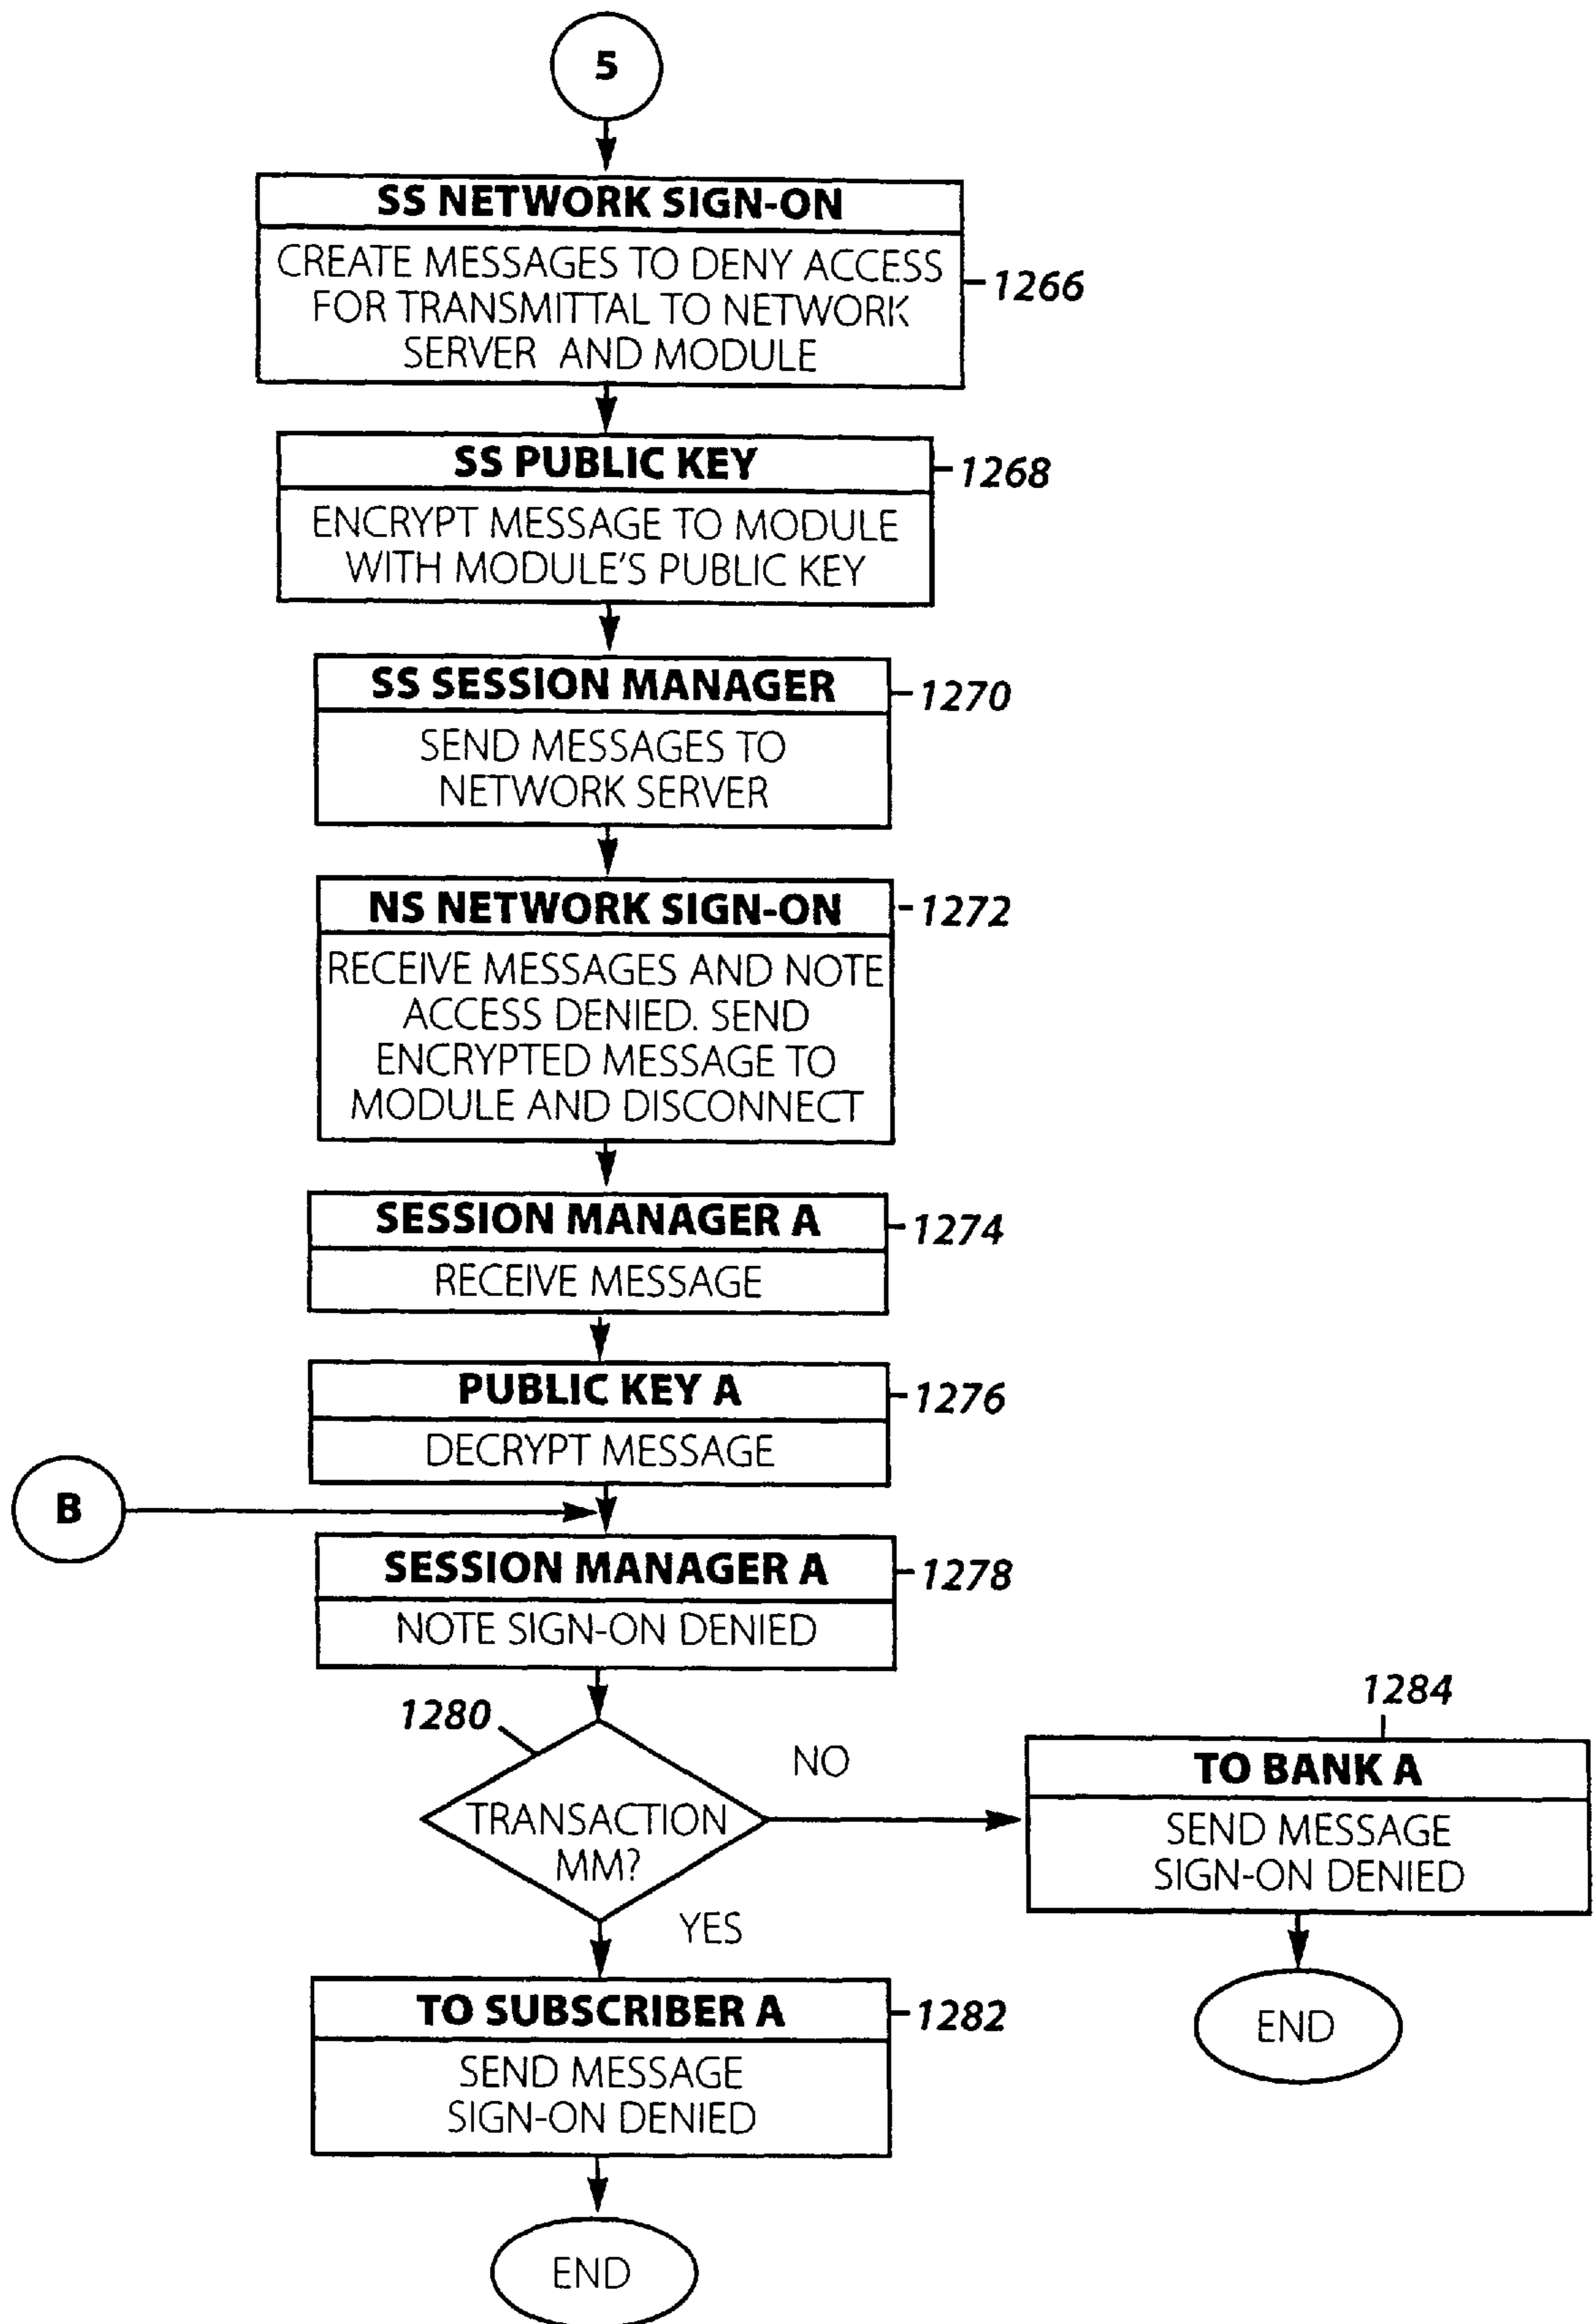 5
SS NETWORK SIGN-ON
CREATE MESSAGES TO DENY ACCESS
FOR TRANSMITTAL TO NETWORK
SERVER AND MODULE
1266
SS PUBLIC KEY
1268
ENCRYPT MESSAGE TO MODULE
WITH MODULE'S PUBLIC KEY
SS SESSION MANAGER
1270
SEND MESSAGES TO
NETWORK SERVER
NS NETWORK SIGN-ON
1272
RECEIVE MESSAGES AND NOTE
ACCESS DENIED. SEND
ENCRYPTED MESSAGE TO
MODULE AND DISCONNECT
SESSION MANAGER A
1274
RECEIVE MESSAGE
PUBLIC KEY A
1276
DECRYPT MESSAGE
B
SESSION MANAGER A
1278
NOTE SIGN-ON DENIED
1280
TRANSACTION
MM?
NO
1284
TO BANK A
SEND MESSAGE
SIGN-ON DENIED
END
YES
TO SUBSCRIBER A
1282
SEND MESSAGE
SIGN-ON DENIED
END